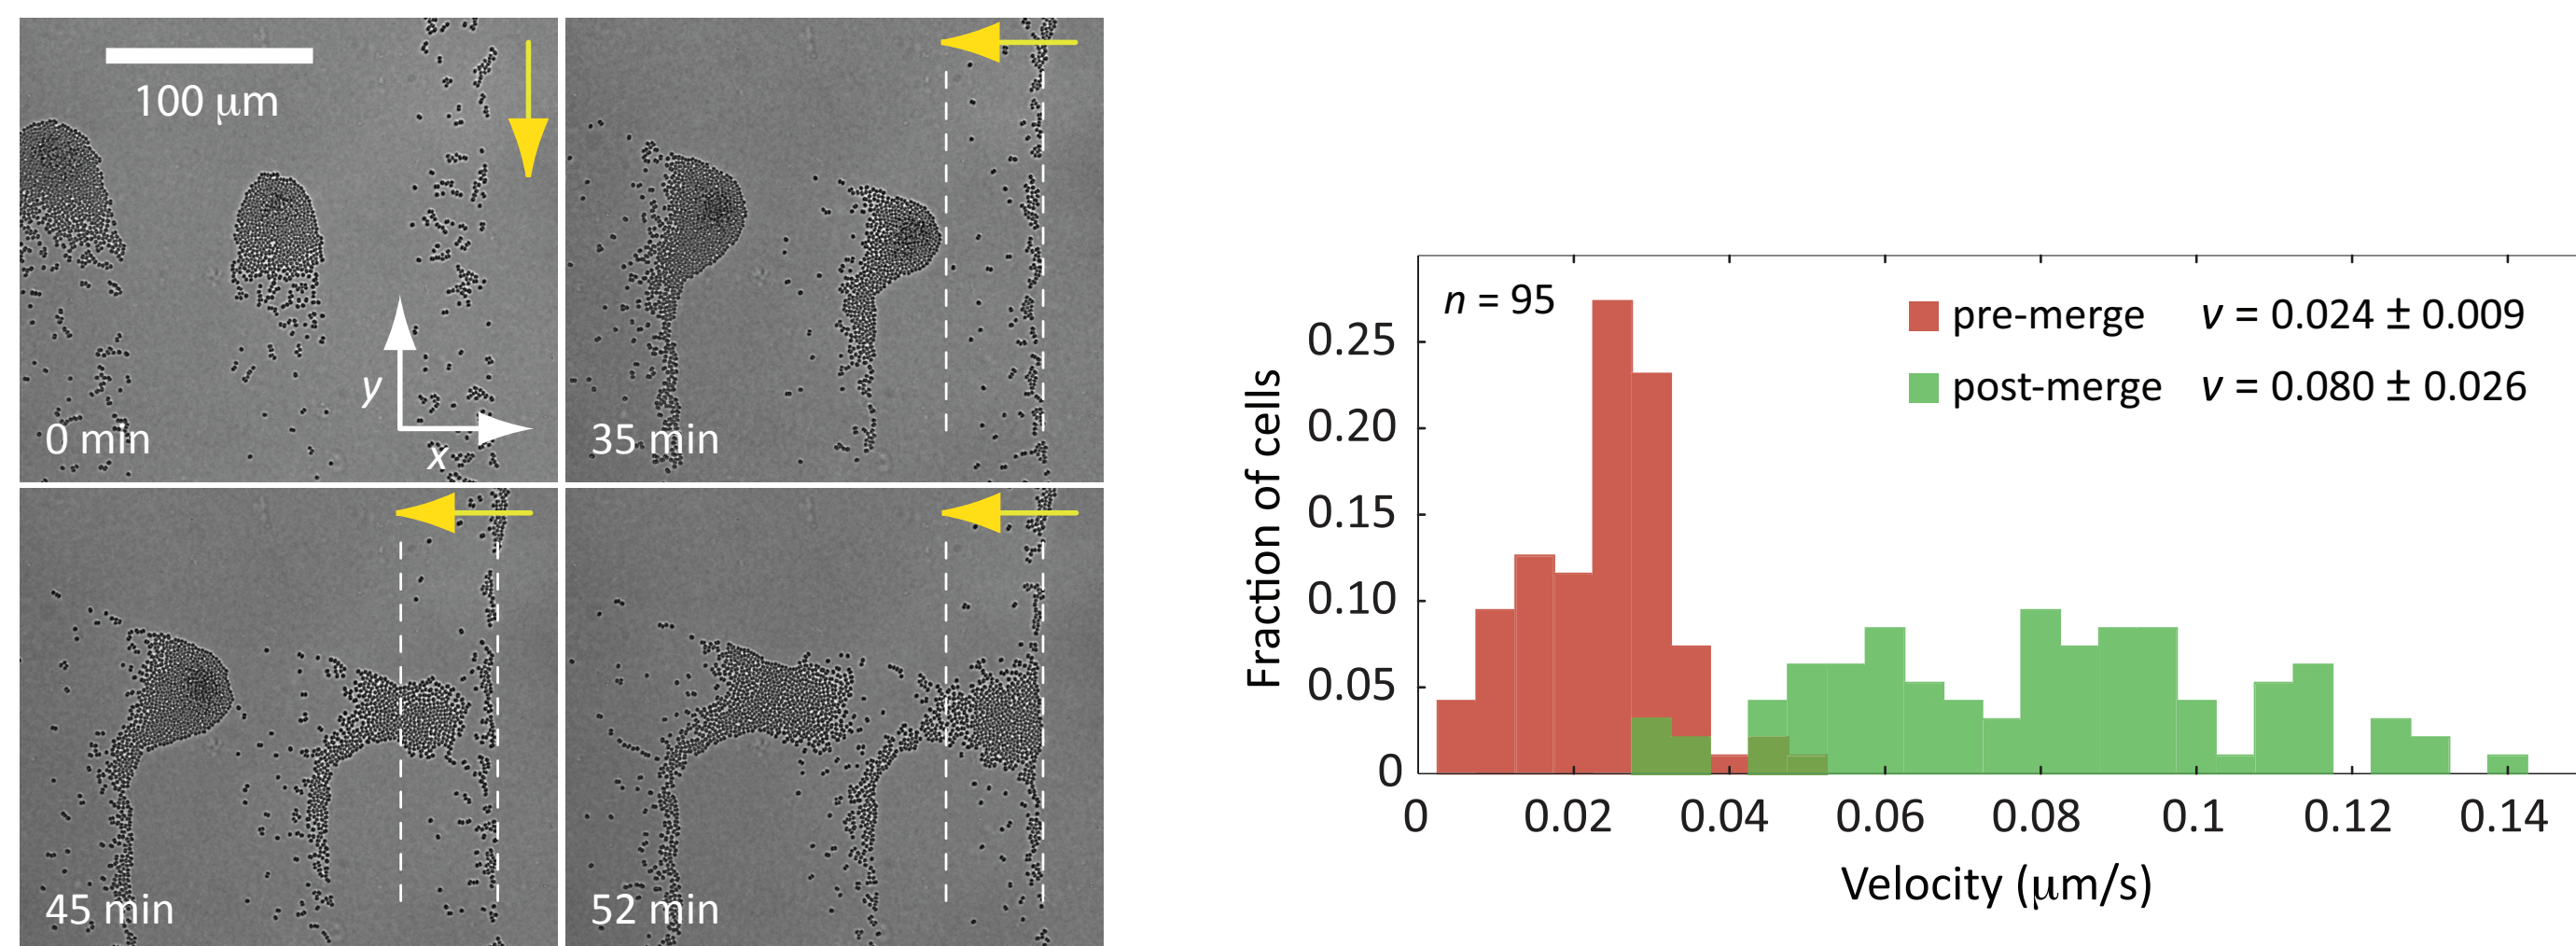 100 μm
y
x
0 min
35 min
45 min
52 min
n = 95
pre-merge v = 0.024 ± 0.009
post-merge v = 0.080 ± 0.026
Fraction of cells
0.25
0.20
0.15
0.10
0.05
0
0 0.02 0.04 0.06 0.08 0.1 0.12 0.14
Velocity (μm/s)